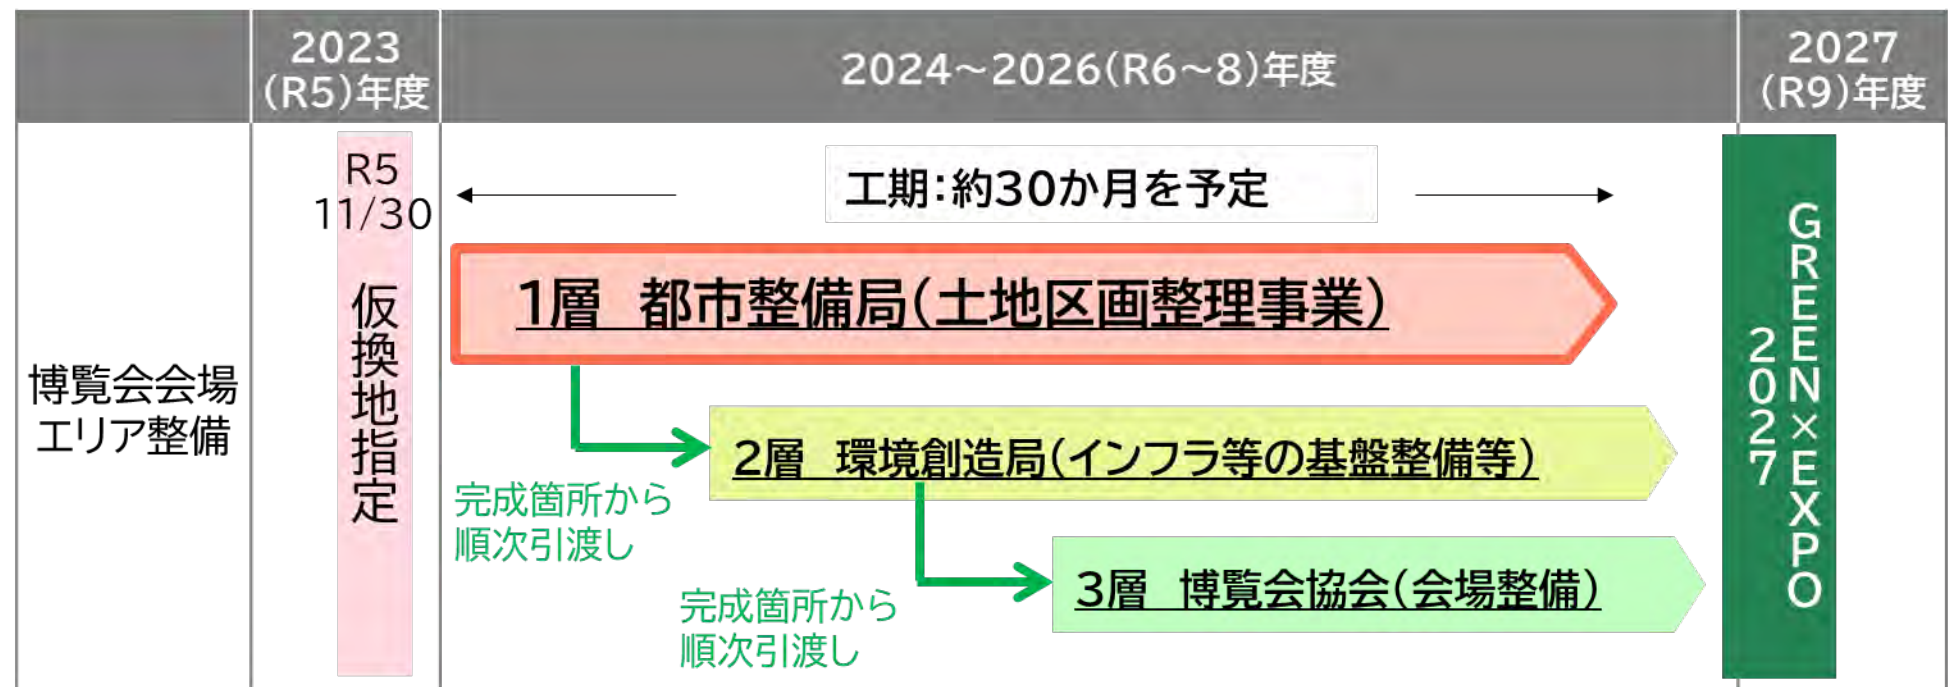 2023
(R5)年度
2024～2026(R6～8)年度
2027
(R9)年度
博覧会会場
エリア整備
R5
11/30
仮換地指定
工期：約30か月を予定
1層　都市整備局(土地区画整理事業)
完成箇所から
順次引渡し
2層　環境創造局(インフラ等の基盤整備等)
完成箇所から
順次引渡し
3層　博覧会協会(会場整備)
GREEN×EXPO
2027